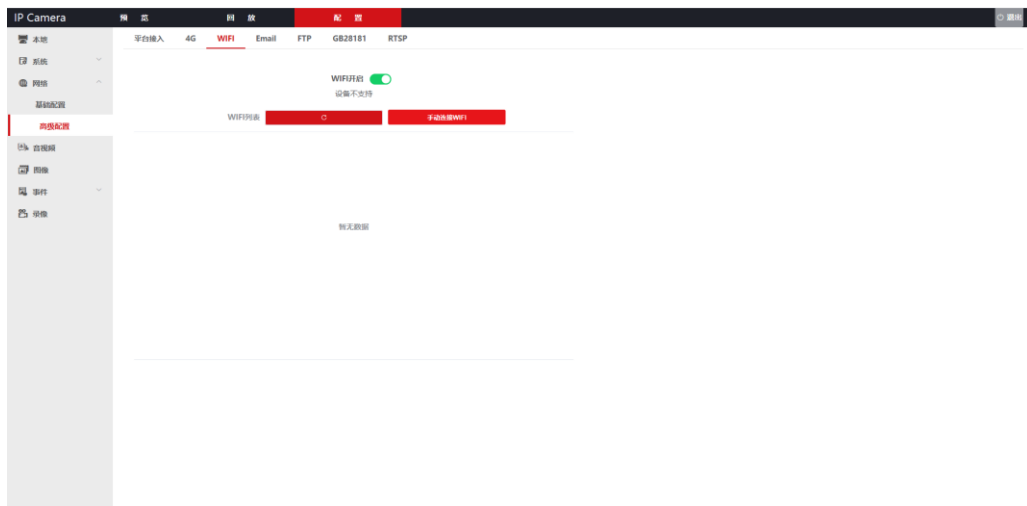 IP Camera 预 览 回 放 配 置 退出
本地
系统
网络
基础配置
高级配置
音视频
图像
事件
录像
平台接入 4G WIFI Email FTP GB28181 RTSP
WIFI开启
设备不支持
WIFI列表 手动连接WIFI
暂无数据